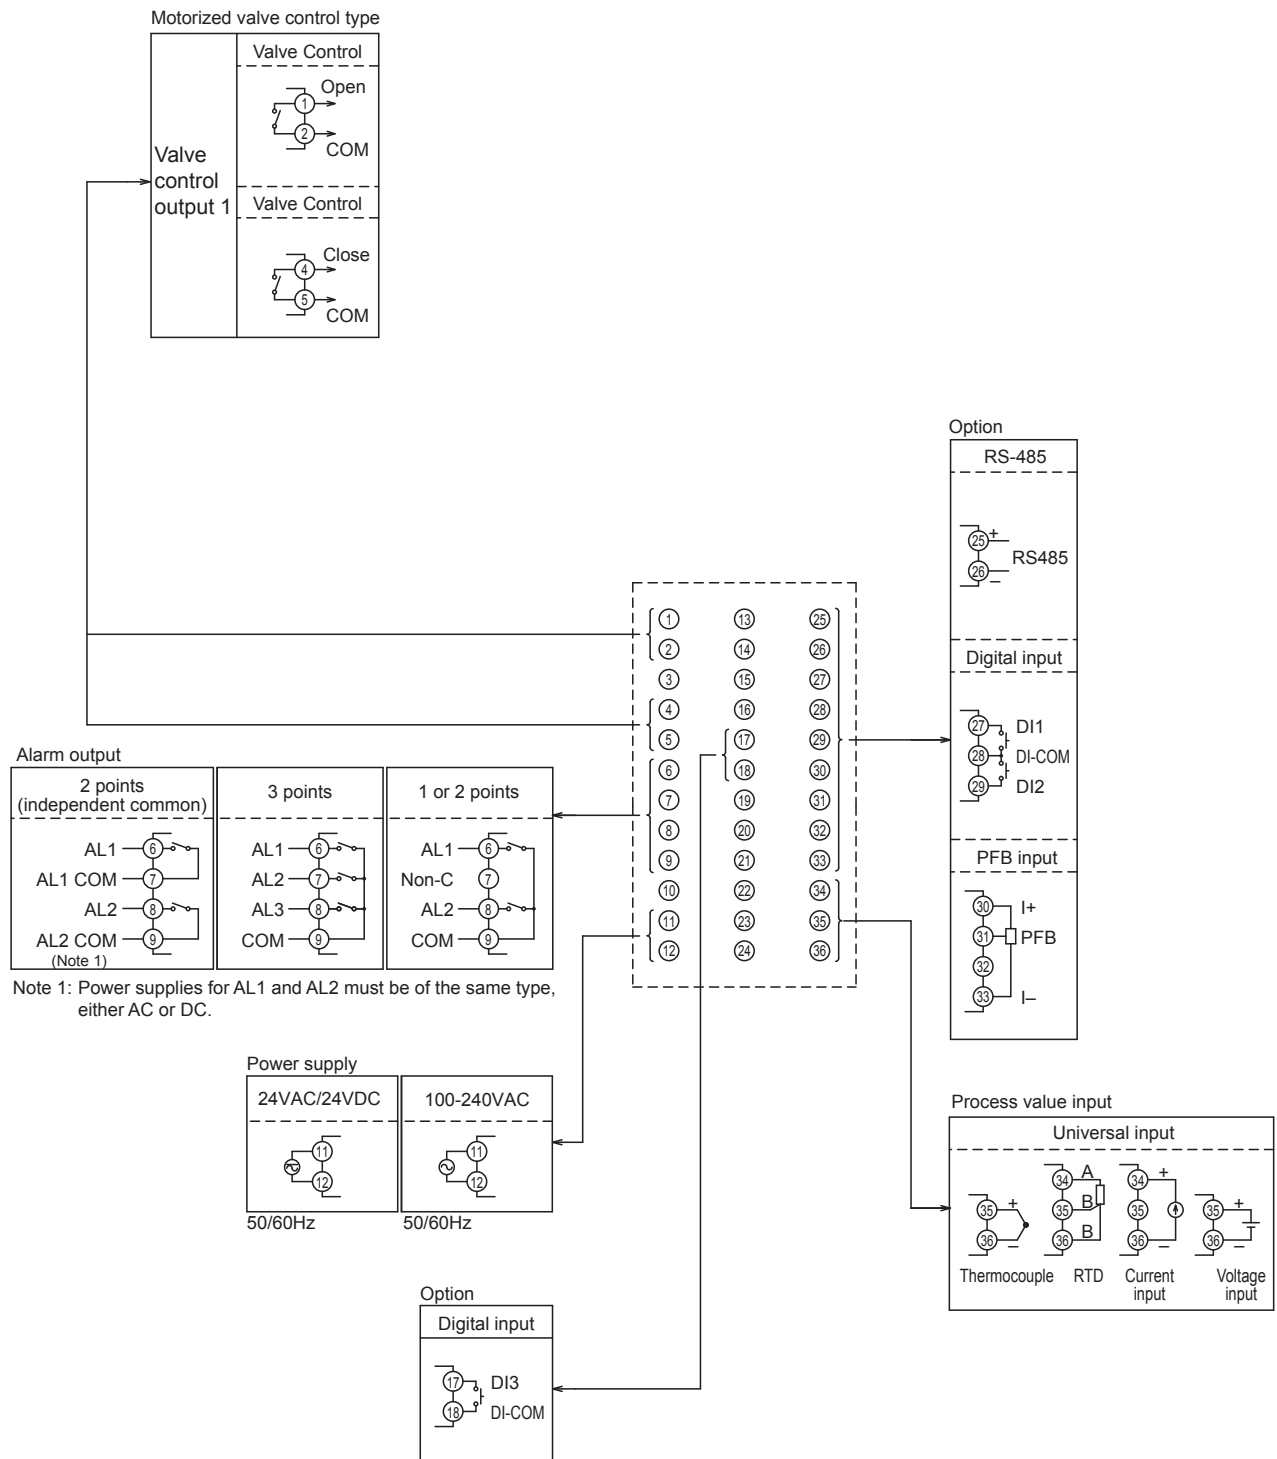 Motorized valve control type
Valve Control
1
Open
2
COM
Valve
control
output 1
Valve Control
4
Close
5
COM
Option
RS-485
25
+
RS485
26
–
Digital input
27
DI1
28
DI-COM
29
DI2
PFB input
30
I+
31
PFB
32
33
I–
1 13 25
2 14 26
3 15 27
4 16 28
5 17 29
6 18 30
7 19 31
8 20 32
9 21 33
10 22 34
11 23 35
12 24 36
Alarm output
2 points
(independent common)
AL1 6
AL1 COM 7
AL2 8
AL2 COM 9
(Note 1)
3 points
AL1 6
AL2 7
AL3 8
COM 9
1 or 2 points
AL1 6
Non-C 7
AL2 8
COM 9
Note 1: Power supplies for AL1 and AL2 must be of the same type,
either AC or DC.
Power supply
24VAC/24VDC
11
12
50/60Hz
100-240VAC
11
12
50/60Hz
Process value input
Universal input
35 +
36 –
Thermocouple
34 A
35 B
36 B
RTD
34 +
35
36 –
Current
input
35 +
36 –
Voltage
input
Option
Digital input
17 DI3
18 DI-COM